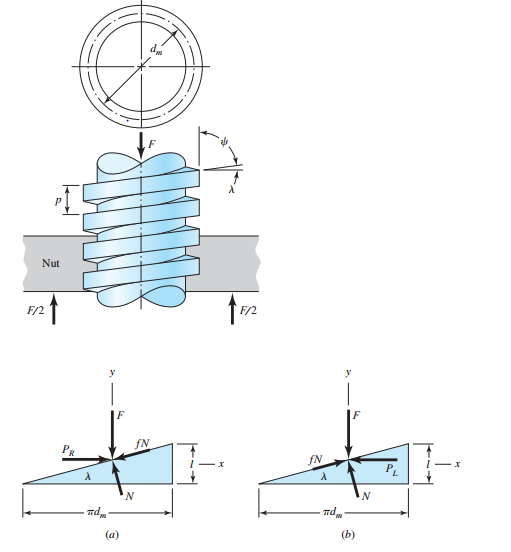 d_m
F
ψ
λ
p
Nut
F/2
F/2
y
F
P_R
fN
l
x
λ
N
πd_m
(a)
y
F
fN
P_L
l
x
λ
N
πd_m
(b)